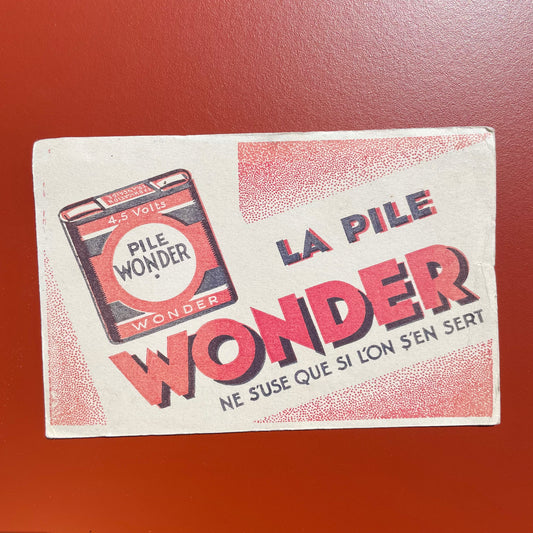 4,5 Volts
PILE
WONDER
WONDER
LA PILE
WONDER
NE S'USE QUE SI L'ON S'EN SERT